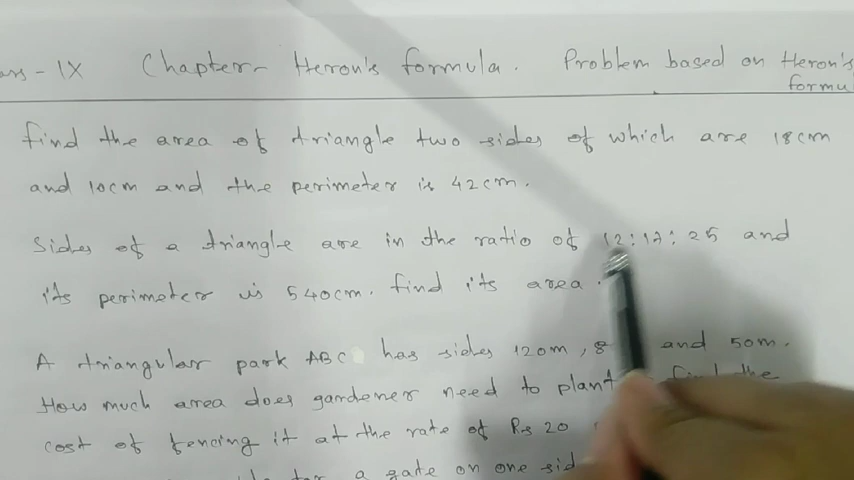 - IX Chapter- Heron's formula. Problem based on Heron's
formu
find the area of triangle two sides of which are 18cm
and 10cm and the perimeter is 42cm.
Sides of a triangle are in the ratio of 12:17:25 and
its perimeter is 540cm. find its area.
A triangular park ABC has sides 120m, 8 and 50m.
How much area does gardener need to plant find the
cost of fencing it at the rate of Rs 20
for a gate on one sid